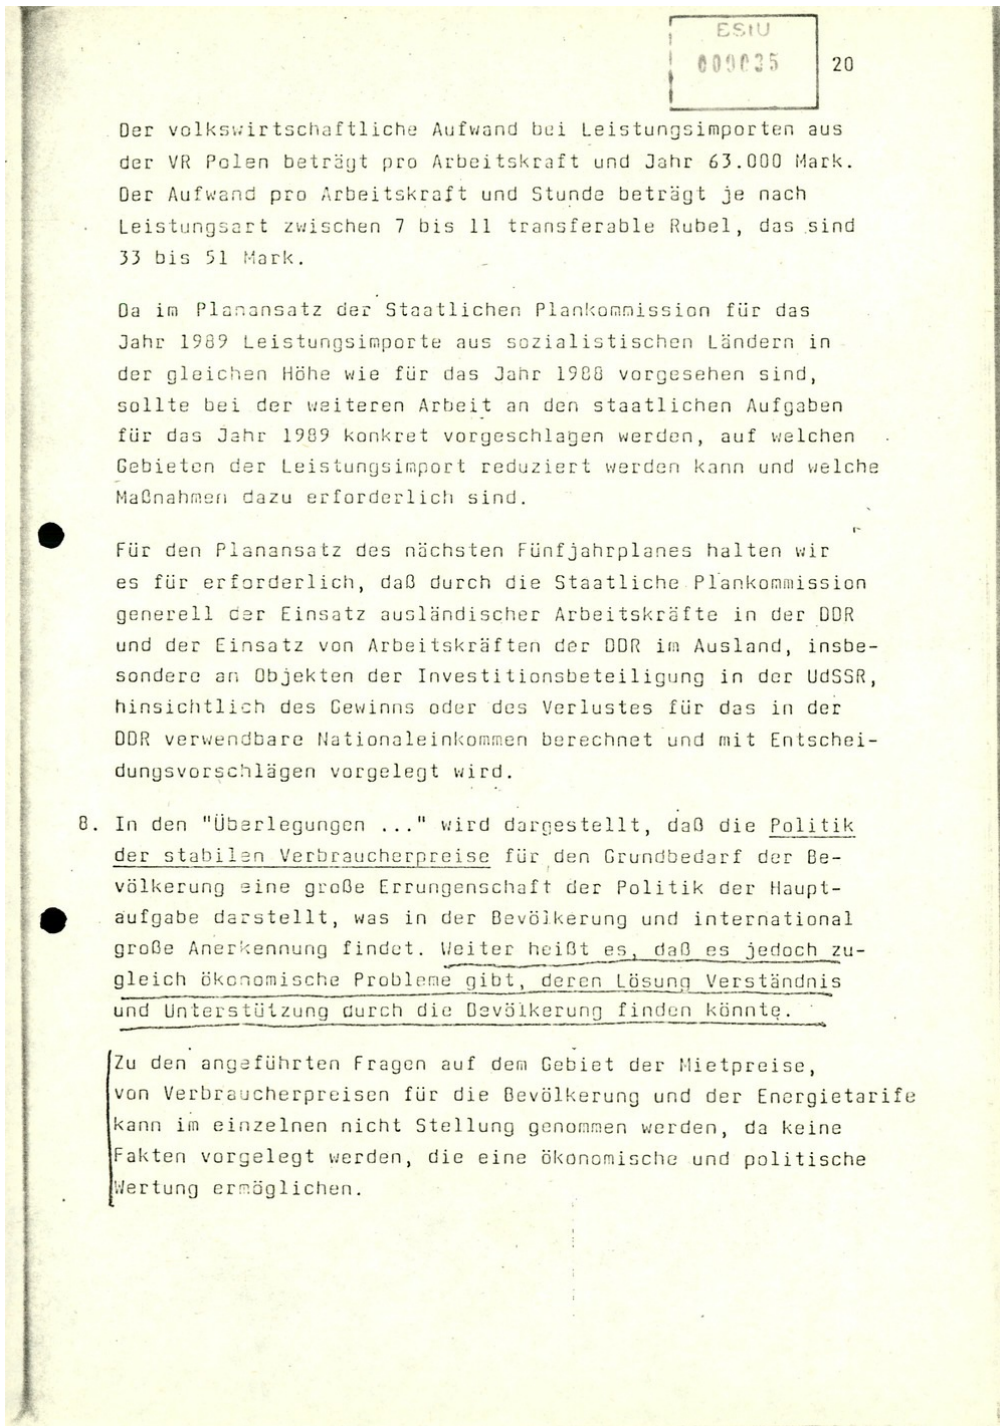 BStU
000025
20
Der volkswirtschaftliche Aufwand bei Leistungsimporten aus
der VR Polen beträgt pro Arbeitskraft und Jahr 63.000 Mark.
Der Aufwand pro Arbeitskraft und Stunde beträgt je nach
Leistungsart zwischen 7 bis 11 transferable Rubel, das sind
33 bis 51 Mark.
Da im Planansatz der Staatlichen Plankommission für das
Jahr 1989 Leistungsimporte aus sozialistischen Ländern in
der gleichen Höhe wie für das Jahr 1988 vorgesehen sind,
sollte bei der weiteren Arbeit an den staatlichen Aufgaben
für das Jahr 1989 konkret vorgeschlagen werden, auf welchen
Gebieten der Leistungsimport reduziert werden kann und welche
Maßnahmen dazu erforderlich sind.
Für den Planansatz des nächsten Fünfjahrplanes halten wir
es für erforderlich, daß durch die Staatliche Plankommission
generell der Einsatz ausländischer Arbeitskräfte in der DDR
und der Einsatz von Arbeitskräften der DDR im Ausland, insbe-
sondere an Objekten der Investitionsbeteiligung in der UdSSR,
hinsichtlich des Gewinns oder des Verlustes für das in der
DDR verwendbare Nationaleinkommen berechnet und mit Entschei-
dungsvorschlägen vorgelegt wird.
8. In den "Überlegungen ..." wird dargestellt, daß die Politik
der stabilen Verbraucherpreise für den Grundbedarf der Be-
völkerung eine große Errungenschaft der Politik der Haupt-
aufgabe darstellt, was in der Bevölkerung und international
große Anerkennung findet. Weiter heißt es, daß es jedoch zu-
gleich ökonomische Probleme gibt, deren Lösung Verständnis
und Unterstützung durch die Bevölkerung finden könnte.
Zu den angeführten Fragen auf dem Gebiet der Mietpreise,
von Verbraucherpreisen für die Bevölkerung und der Energietarife
kann im einzelnen nicht Stellung genommen werden, da keine
Fakten vorgelegt werden, die eine ökonomische und politische
Wertung ermöglichen.